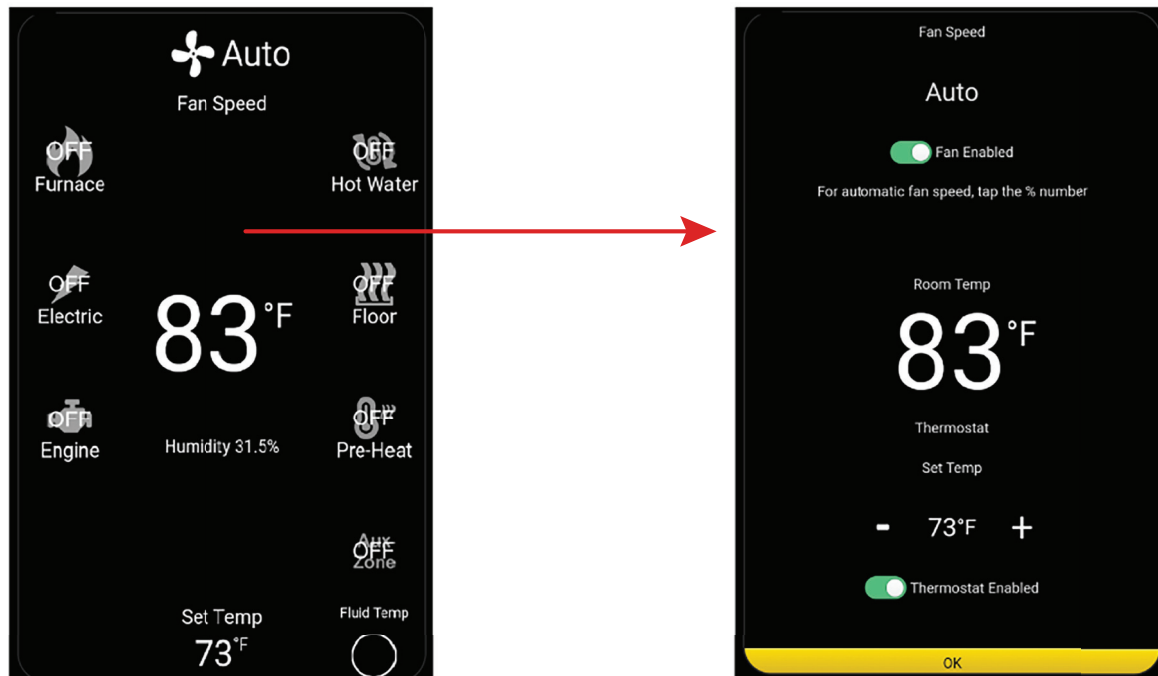 Auto
Fan Speed
OFF
Furnace
OFF
Hot Water
OFF
Electric
83°F
OFF
Floor
OFF
Engine
Humidity 31.5%
OFF
Pre-Heat
Aux
OFF
Zone
Set Temp
73°F
Fluid Temp
Fan Speed
Auto
Fan Enabled
For automatic fan speed, tap the % number
Room Temp
83°F
Thermostat
Set Temp
- 73°F +
Thermostat Enabled
OK